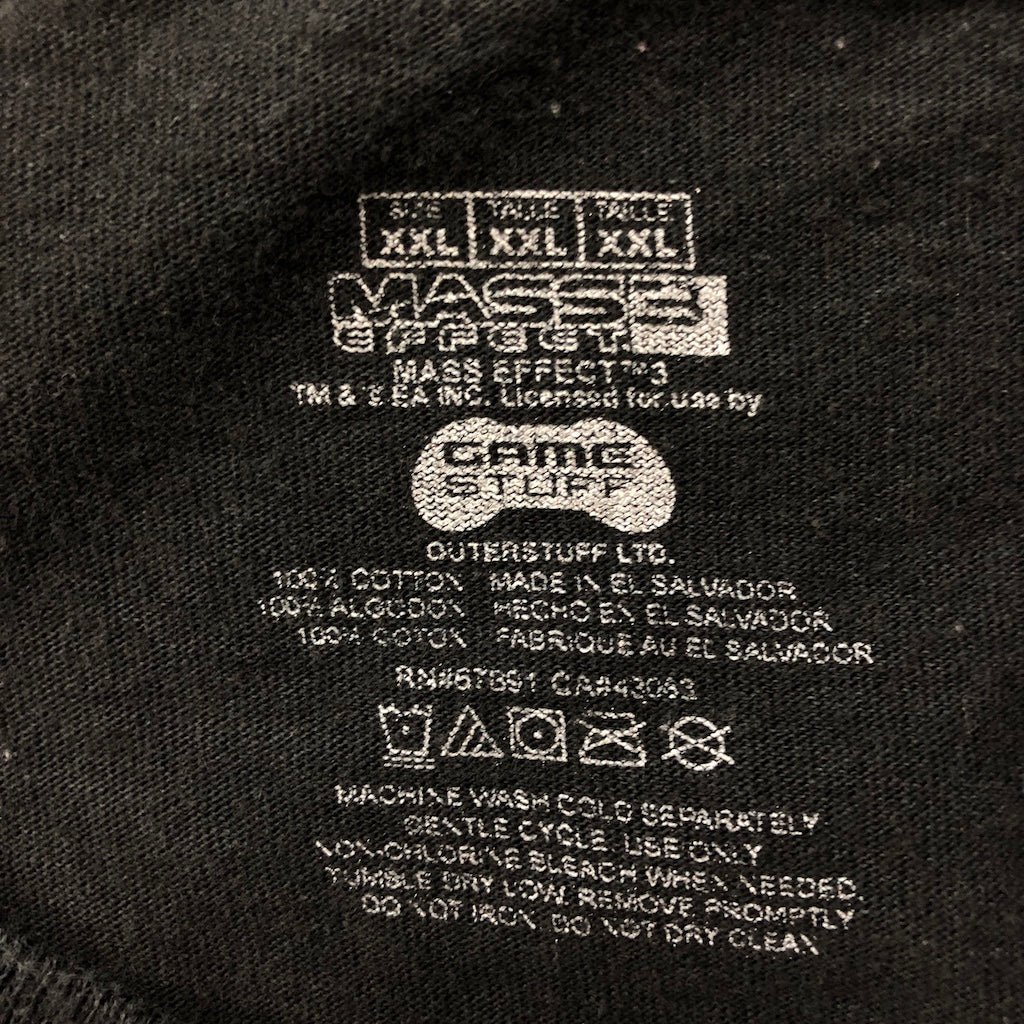 SIZE TAILLE TAILLE
XXL XXL XXL
MASS 3
EFFECT
MASS EFFECT™3
TM & © EA INC. Licensed for use by
GAME
STUFF
OUTERSTUFF LTD.
100% COTTON MADE IN EL SALVADOR
100% ALGODON HECHO EN EL SALVADOR
100% COTON FABRIQUE AU EL SALVADOR
RN#67891 CA#43063
MACHINE WASH COLD SEPARATELY
GENTLE CYCLE. USE ONLY
NON-CHLORINE BLEACH WHEN NEEDED.
TUMBLE DRY LOW. REMOVE PROMPTLY
DO NOT IRON. DO NOT DRY CLEAN